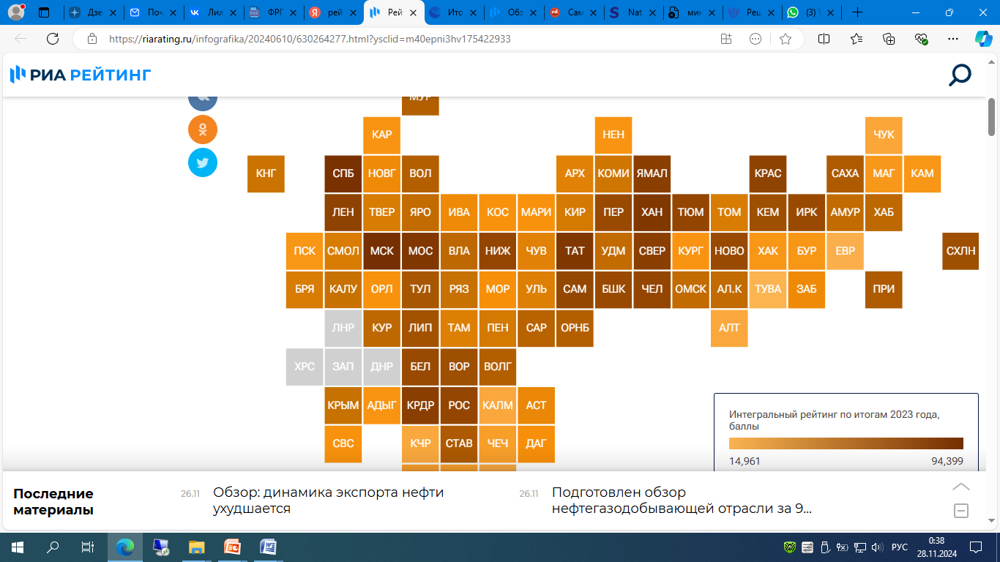 Дзе
Поч
Лил
ФРГ
рей
Рей
Ито
Обз
Сам
Nat
мин
Реш
(3) \
https://riarating.ru/infografika/20240610/630264277.html?ysclid=m40epni3hv175422933
РИА РЕЙТИНГ
МУР
КАР НЕН ЧУК
КНГ СПБ НОВГ ВОЛ АРХ КОМИ ЯМАЛ КРАС САХА МАГ КАМ
ЛЕН ТВЕР ЯРО ИВА КОС МАРИ КИР ПЕР ХАН ТЮМ ТОМ КЕМ ИРК АМУР ХАБ
ПСК СМОЛ МСК МОС ВЛА НИЖ ЧУВ ТАТ УДМ СВЕР КУРГ НОВО ХАК БУР ЕВР СХЛН
БРЯ КАЛУ ОРЛ ТУЛ РЯЗ МОР УЛЬ САМ БШК ЧЕЛ ОМСК АЛ.К ТУВА ЗАБ ПРИ
ЛНР КУР ЛИП ТАМ ПЕН САР ОРНБ АЛТ
ХРС ЗАП ДНР БЕЛ ВОР ВОЛГ
КРЫМ АДЫГ КРДР РОС КАЛМ АСТ
СВС КЧР СТАВ ЧЕЧ ДАГ
Интегральный рейтинг по итогам 2023 года,
баллы
14,961 94,399
Последние
материалы
26.11 Обзор: динамика экспорта нефти
ухудшается
26.11 Подготовлен обзор
нефтегазодобывающей отрасли за 9...
РУС
0:38
28.11.2024